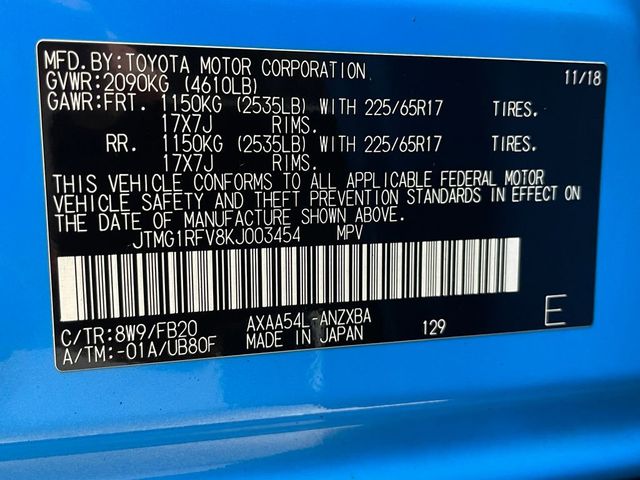 MFD.BY:TOYOTA MOTOR CORPORATION 11/18
GVWR:2090KG (4610LB)
GAWR:FRT. 1150KG (2535LB) WITH 225/65R17 TIRES.
17X7J RIMS.
RR. 1150KG (2535LB) WITH 225/65R17 TIRES.
17X7J RIMS.
THIS VEHICLE CONFORMS TO ALL APPLICABLE FEDERAL MOTOR
VEHICLE SAFETY AND THEFT PREVENTION STANDARDS IN EFFECT ON
THE DATE OF MANUFACTURE SHOWN ABOVE.
JTMG1RFV8KJ003454 MPV
C/TR:8W9/FB20 AXAA54L-ANZXBA E
A/TM:-01A/UB80F MADE IN JAPAN 129